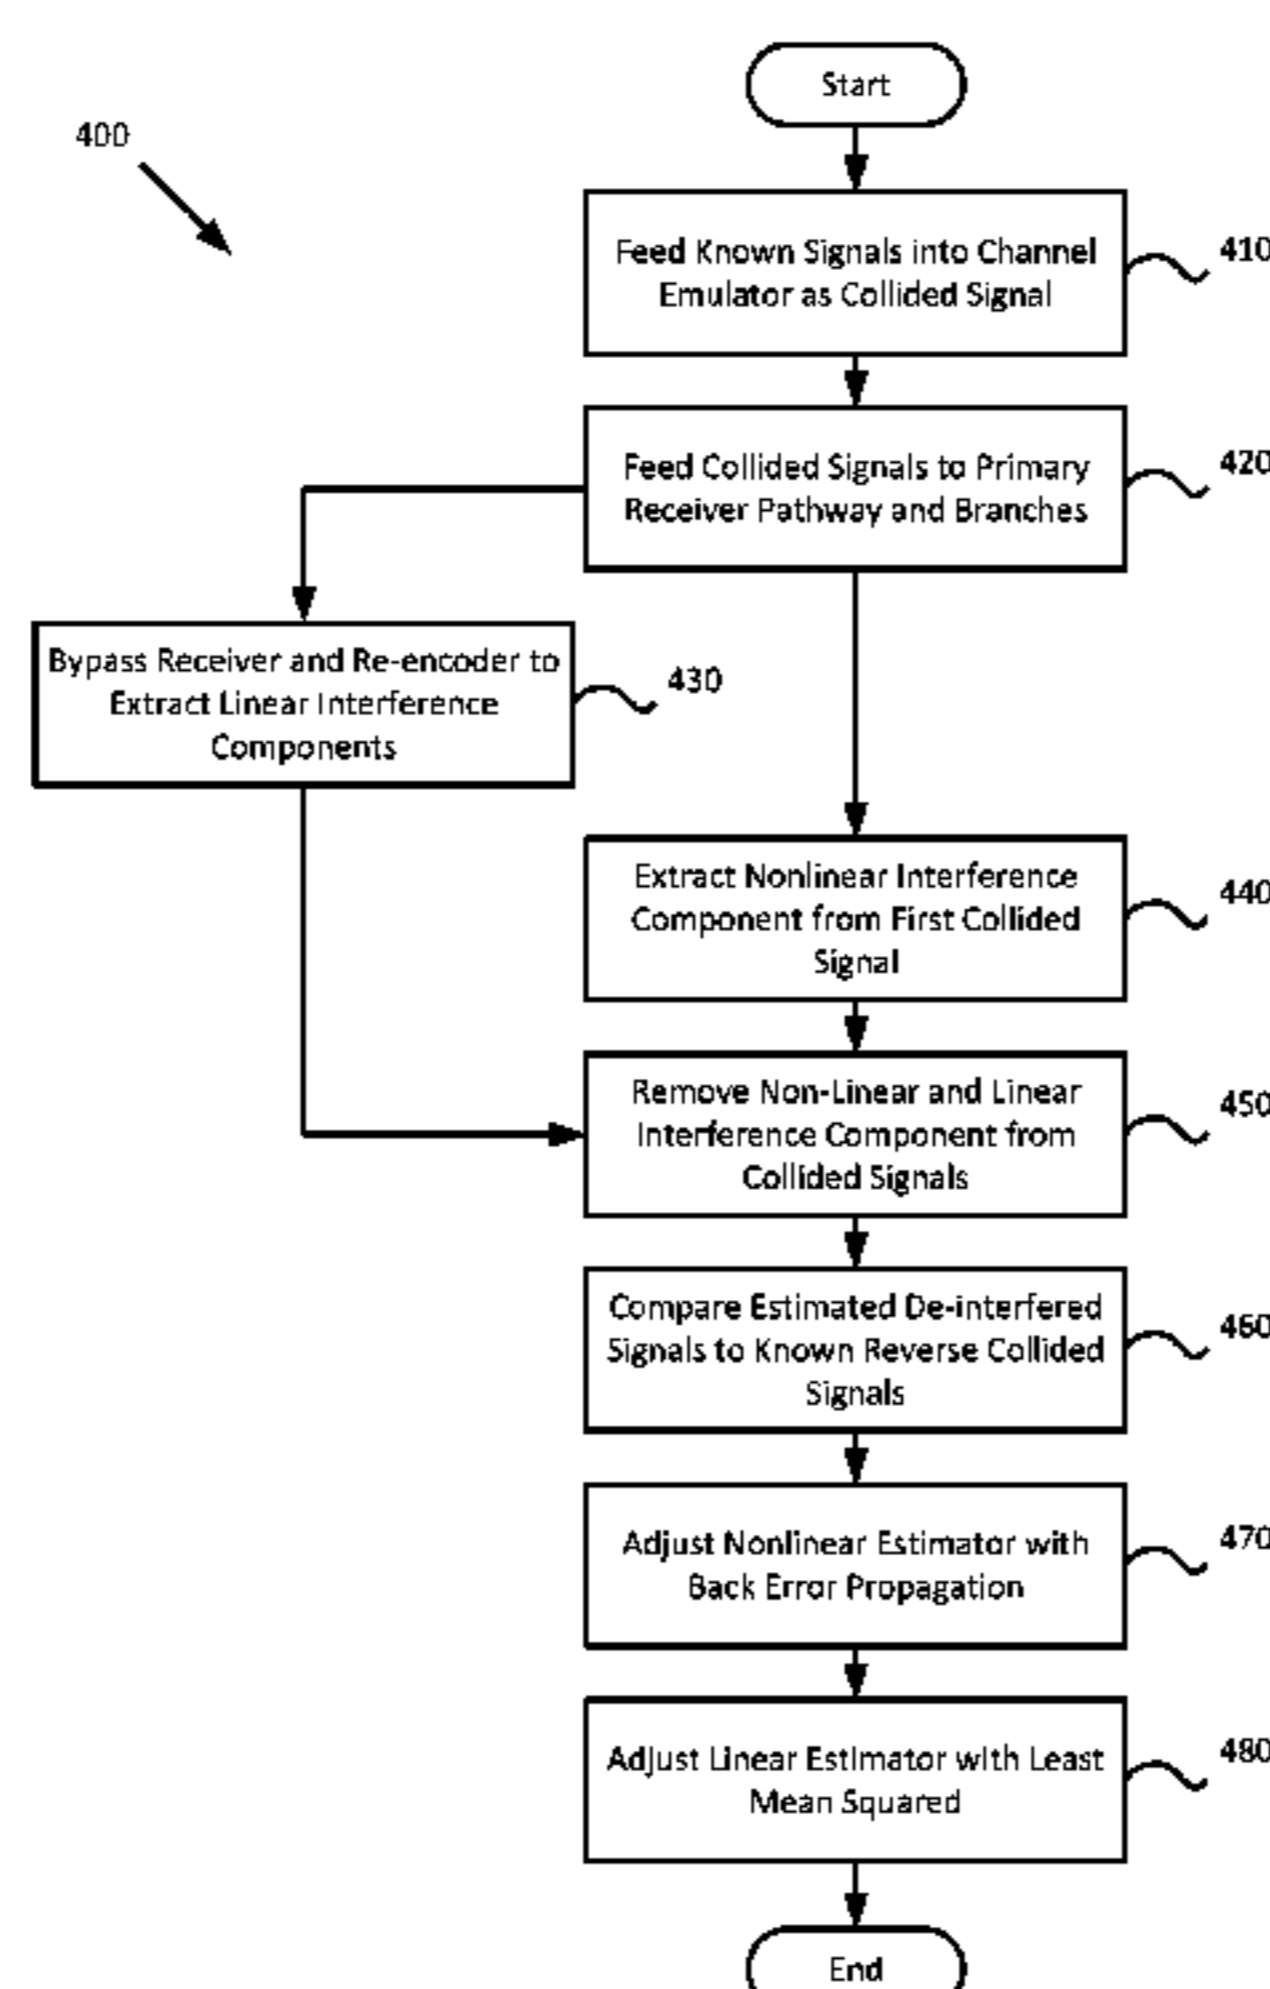 Start
400
Feed Known Signals into Channel
Emulator as Collided Signal
410
Feed Collided Signals to Primary
Receiver Pathway and Branches
420
Bypass Receiver and Re-encoder to
Extract Linear Interference
Components
430
Extract Nonlinear Interference
Component from First Collided
Signal
440
Remove Non-Linear and Linear
Interference Component from
Collided Signals
450
Compare Estimated De-interfered
Signals to Known Reverse Collided
Signals
460
Adjust Nonlinear Estimator with
Back Error Propagation
470
Adjust Linear Estimator with Least
Mean Squared
480
End